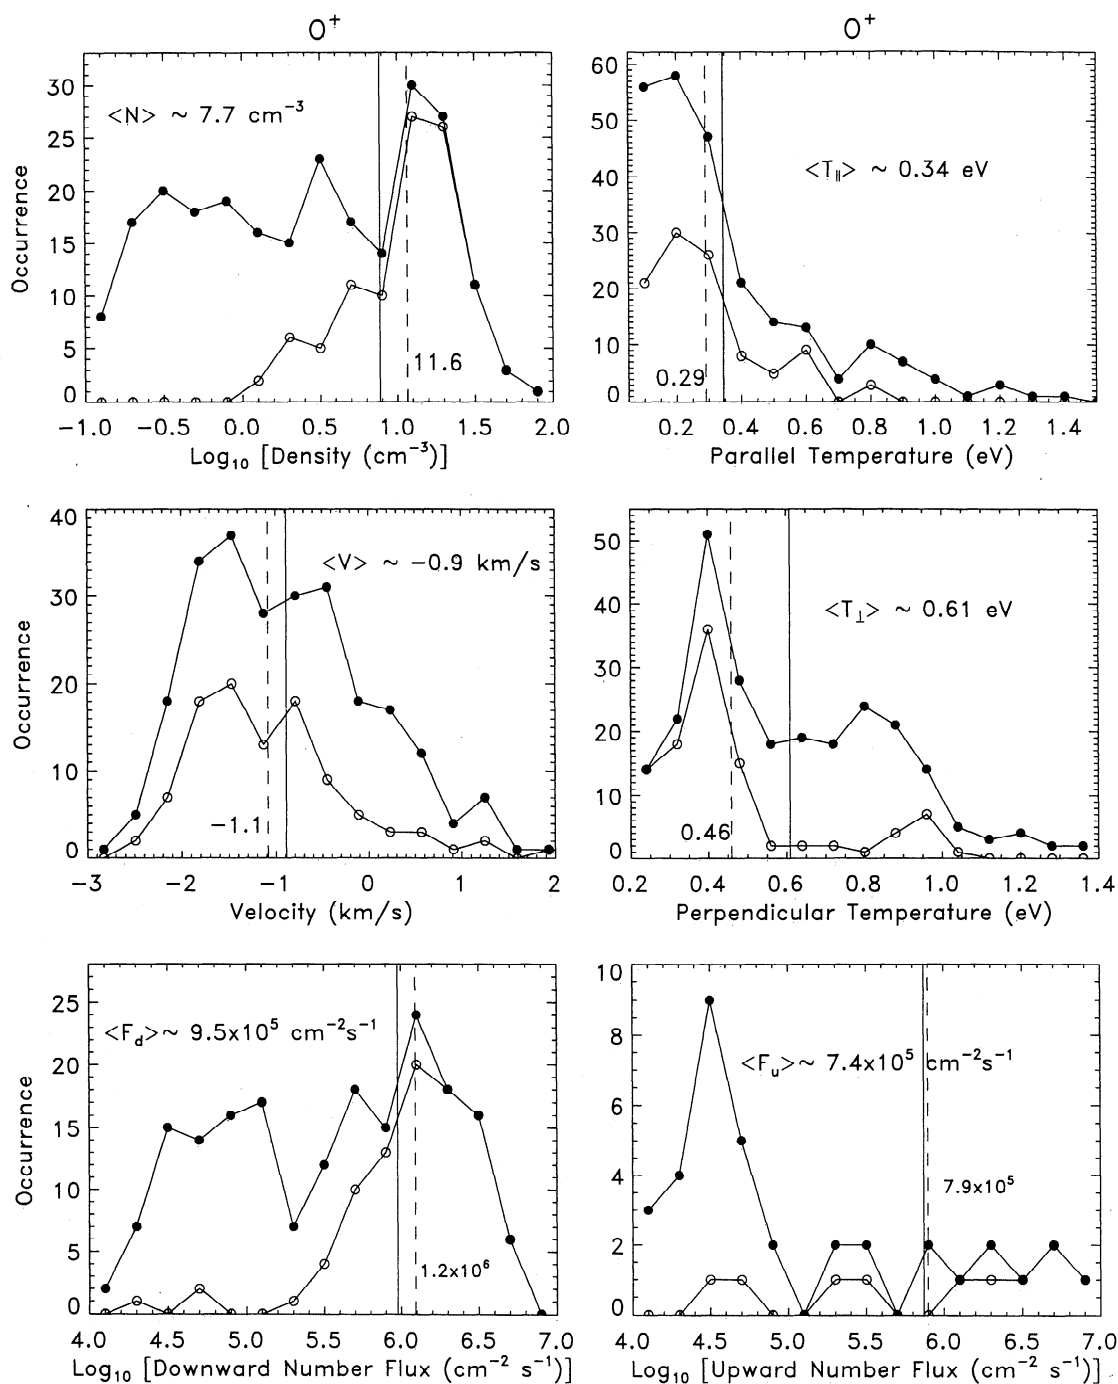 O⁺
O⁺
<N> ~ 7.7 cm⁻³
11.6
Occurrence
0 5 10 15 20 25 30
-1.0 -0.5 0.0 0.5 1.0 1.5 2.0
Log₁₀ [Density (cm⁻³)]
<T∥> ~ 0.34 eV
0.29
0 10 20 30 40 50 60
0.2 0.4 0.6 0.8 1.0 1.2 1.4
Parallel Temperature (eV)
<V> ~ -0.9 km/s
-1.1
Occurrence
0 10 20 30 40
-3 -2 -1 0 1 2
Velocity (km/s)
<T⊥> ~ 0.61 eV
0.46
0 10 20 30 40 50
0.2 0.4 0.6 0.8 1.0 1.2 1.4
Perpendicular Temperature (eV)
<F_d>~ 9.5x10⁵ cm⁻²s⁻¹
1.2x10⁶
Occurrence
0 5 10 15 20 25
4.0 4.5 5.0 5.5 6.0 6.5 7.0
Log₁₀ [Downward Number Flux (cm⁻² s⁻¹)]
<F_u>~ 7.4x10⁵ cm⁻²s⁻¹
7.9x10⁵
0 2 4 6 8 10
4.0 4.5 5.0 5.5 6.0 6.5 7.0
Log₁₀ [Upward Number Flux (cm⁻² s⁻¹)]